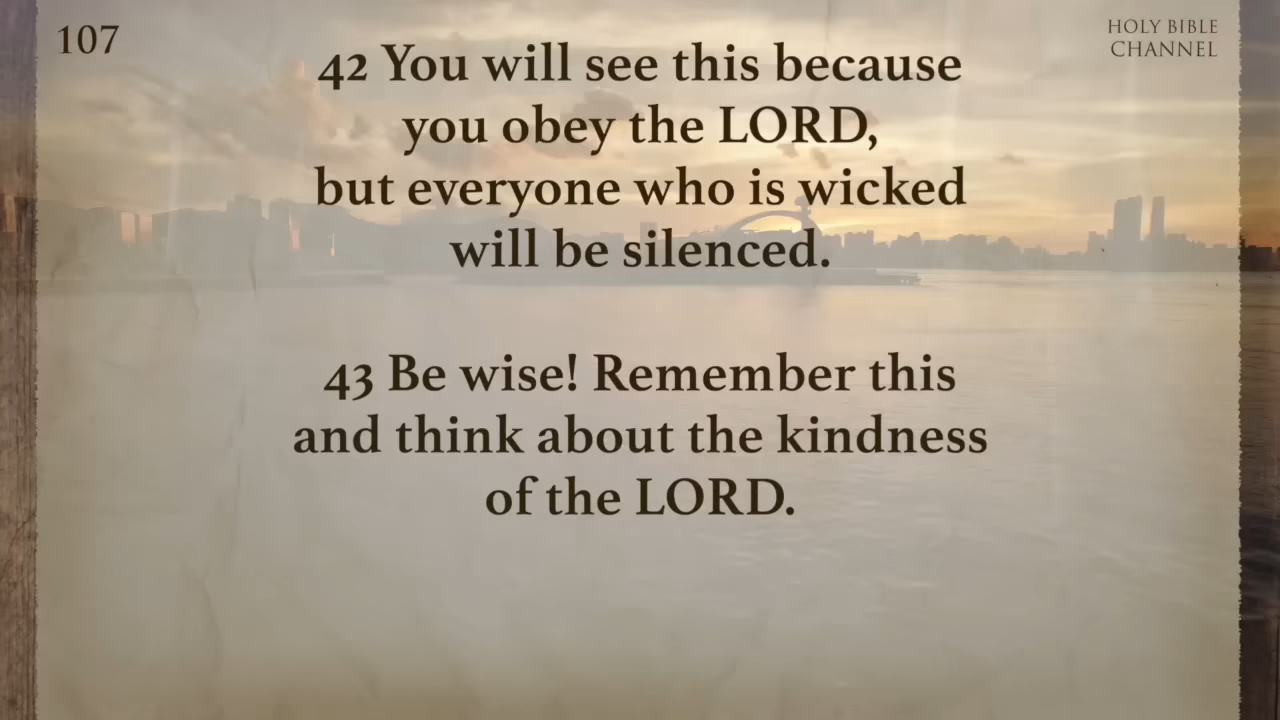 107
HOLY BIBLE
CHANNEL
42 You will see this because
you obey the LORD,
but everyone who is wicked
will be silenced.
43 Be wise! Remember this
and think about the kindness
of the LORD.